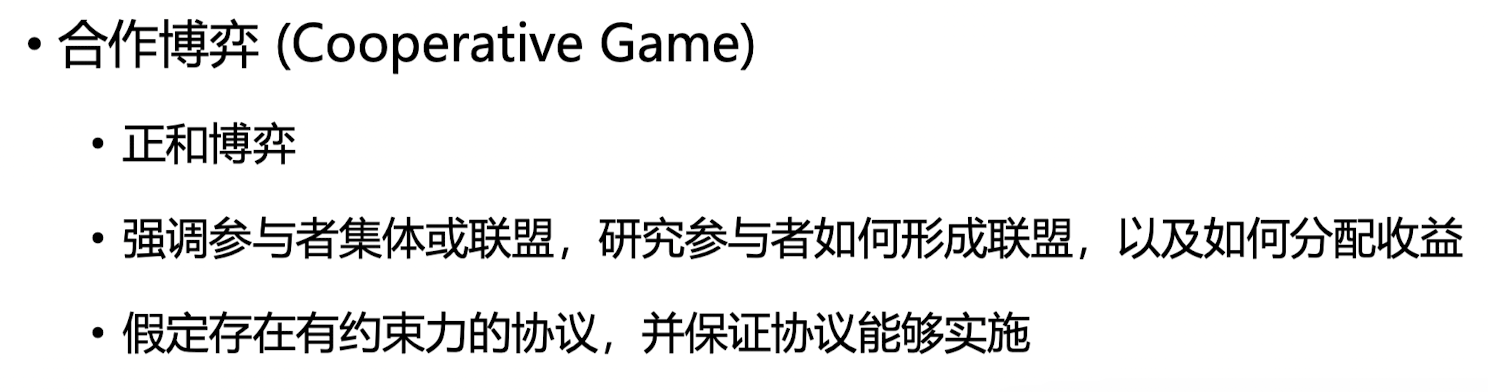 • 合作博弈 (Cooperative Game)
• 正和博弈
• 强调参与者集体或联盟，研究参与者如何形成联盟，以及如何分配收益
• 假定存在有约束力的协议，并保证协议能够实施